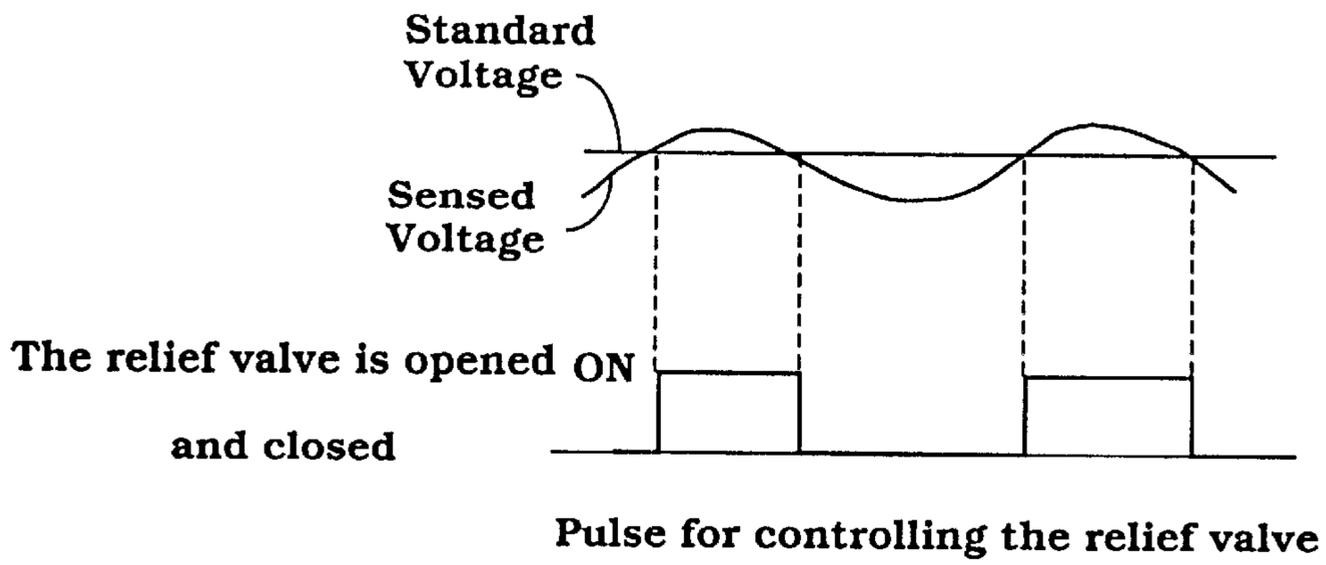 Standard
Voltage
Sensed
Voltage
The relief valve is opened ON
and closed
Pulse for controlling the relief valve